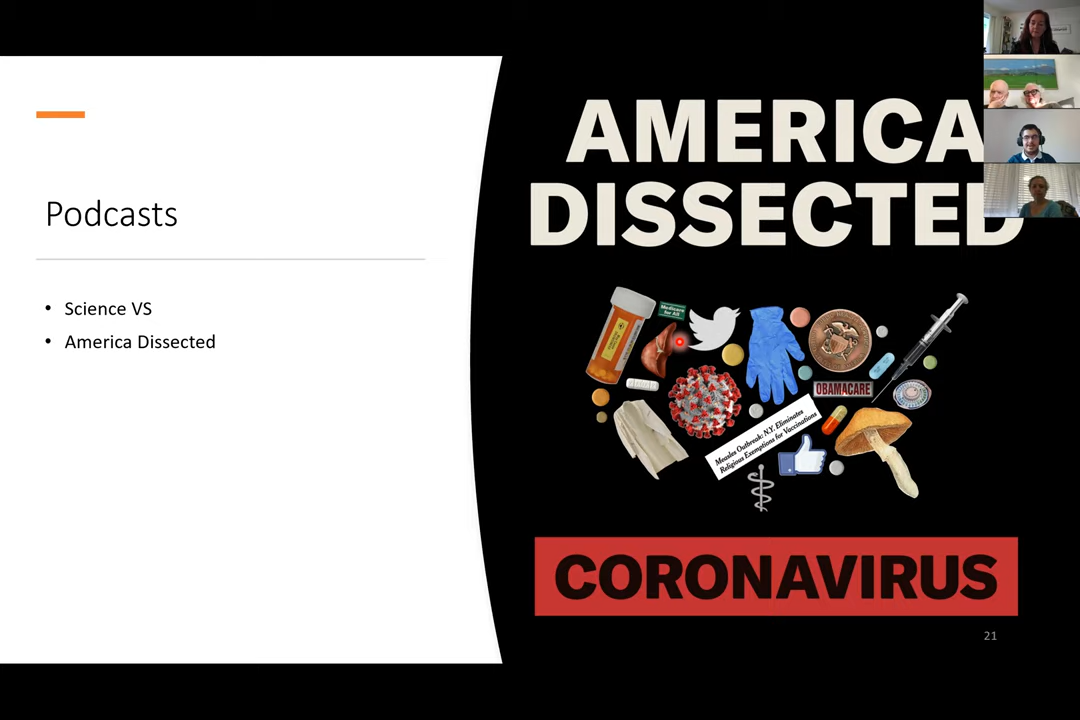 Podcasts
• Science VS
• America Dissected
AMERICA
DISSECTED
Medicare
for All
OBAMACARE
Measles Outbreak: N.Y. Eliminates
Religious Exemptions for Vaccinations
CORONAVIRUS
21